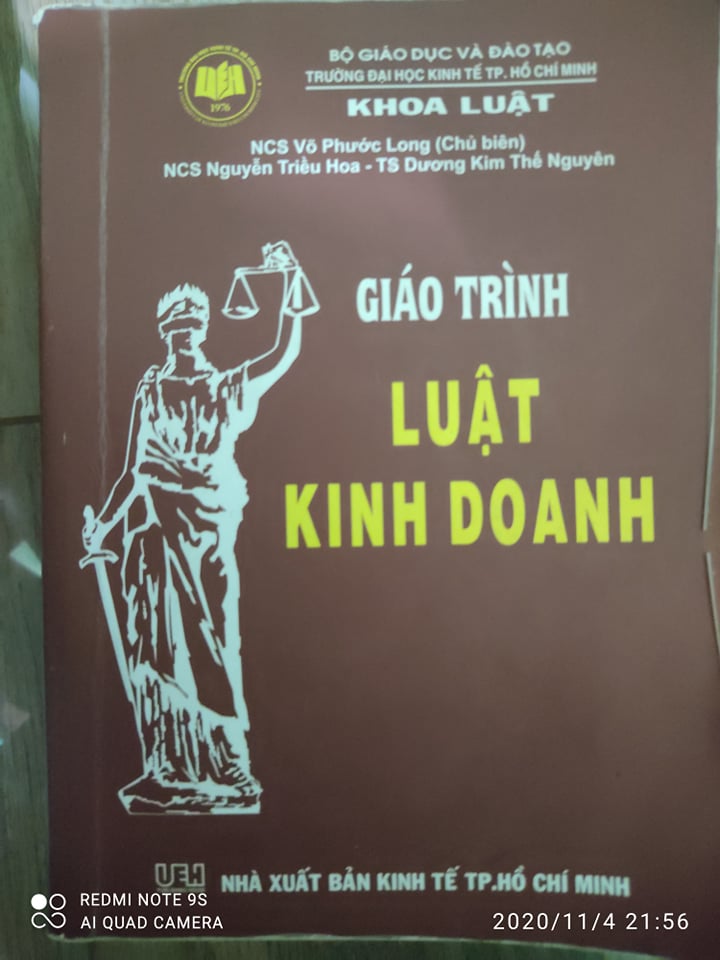 UEH
1976
BỘ GIÁO DỤC VÀ ĐÀO TẠO
TRƯỜNG ĐẠI HỌC KINH TẾ TP. HỒ CHÍ MINH
KHOA LUẬT
NCS Võ Phước Long (Chủ biên)
NCS Nguyễn Triều Hoa - TS Dương Kim Thế Nguyên
GIÁO TRÌNH
LUẬT
KINH DOANH
UEH
NHÀ XUẤT BẢN KINH TẾ TP.HỒ CHÍ MINH
REDMI NOTE 9S
AI QUAD CAMERA
2020/11/4 21:56